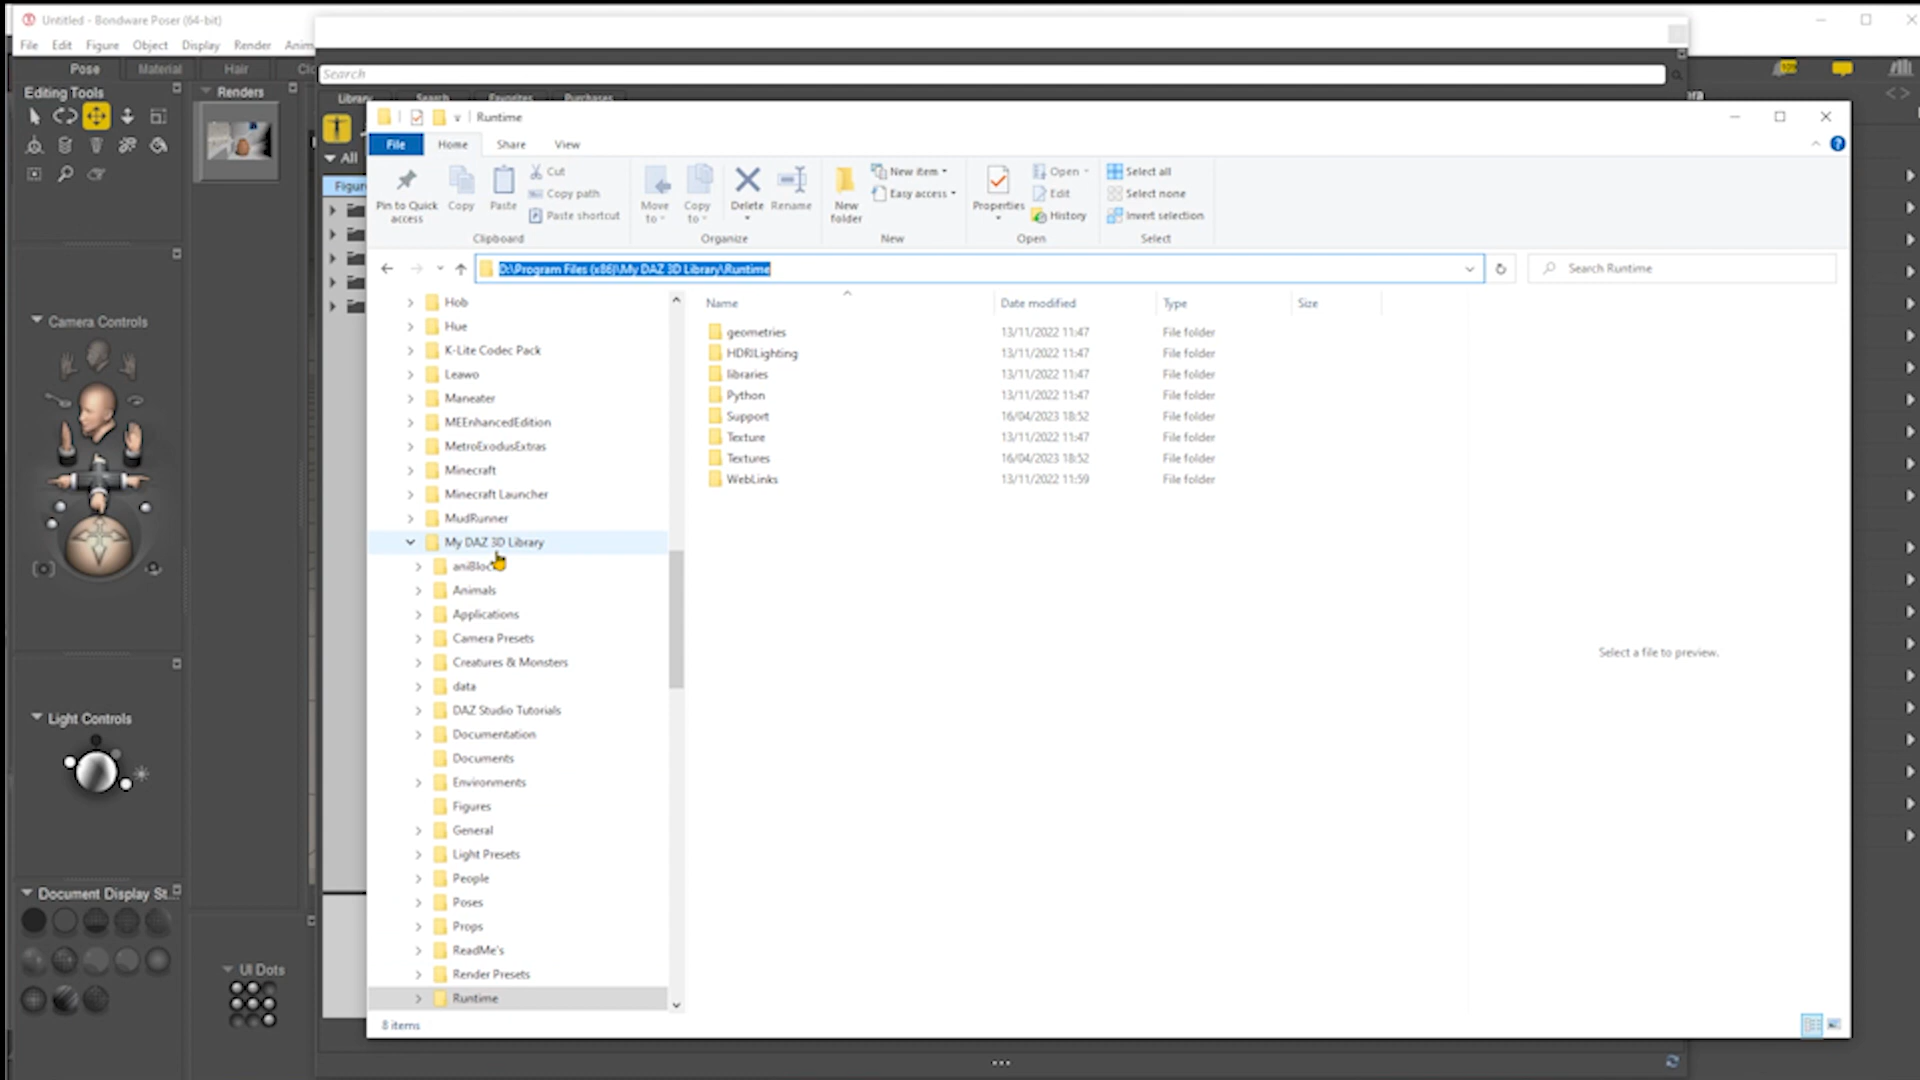 Untitled - Bondware Poser (64-bit)
File Edit Figure Object Display Render Anim
Pose Material Hair Clo
Editing Tools
Renders
Search
Library Search Favorites Purchases
All
Figure
Camera Controls
Light Controls
Document Display St...
UI Dots
Runtime
File Home Share View
Pin to Quick access
Copy
Paste
Cut
Copy path
Paste shortcut
Clipboard
Move to
Copy to
Delete
Rename
Organize
New folder
New item
Easy access
New
Properties
Open
Edit
History
Open
Select all
Select none
Invert selection
Select
D:\Program Files (x86)\My DAZ 3D Library\Runtime
Search Runtime
Hob
Hue
K-Lite Codec Pack
Leawo
Maneater
MEEnhancedEdition
MetroExodusExtras
Minecraft
Minecraft Launcher
MudRunner
My DAZ 3D Library
aniBloc
Animals
Applications
Camera Presets
Creatures & Monsters
data
DAZ Studio Tutorials
Documentation
Documents
Environments
Figures
General
Light Presets
People
Poses
Props
ReadMe's
Render Presets
Runtime
Name Date modified Type Size
geometries 13/11/2022 11:47 File folder
HDRILighting 13/11/2022 11:47 File folder
libraries 13/11/2022 11:47 File folder
Python 13/11/2022 11:47 File folder
Support 16/04/2023 18:52 File folder
Texture 13/11/2022 11:47 File folder
Textures 16/04/2023 18:52 File folder
WebLinks 13/11/2022 11:59 File folder
Select a file to preview.
8 items